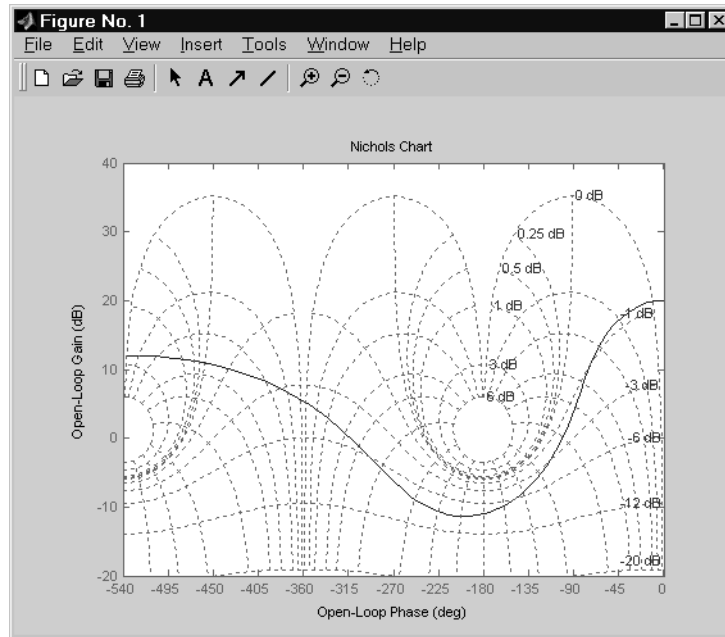 Figure No. 1
File Edit View Insert Tools Window Help
A
Nichols Chart
Open-Loop Gain (dB)
40
30
20
10
0
-10
-20
0 dB
0.25 dB
0.5 dB
1 dB
-1 dB
3 dB
-3 dB
6 dB
-6 dB
-12 dB
-20 dB
-540 -495 -450 -405 -360 -315 -270 -225 -180 -135 -90 -45 0
Open-Loop Phase (deg)